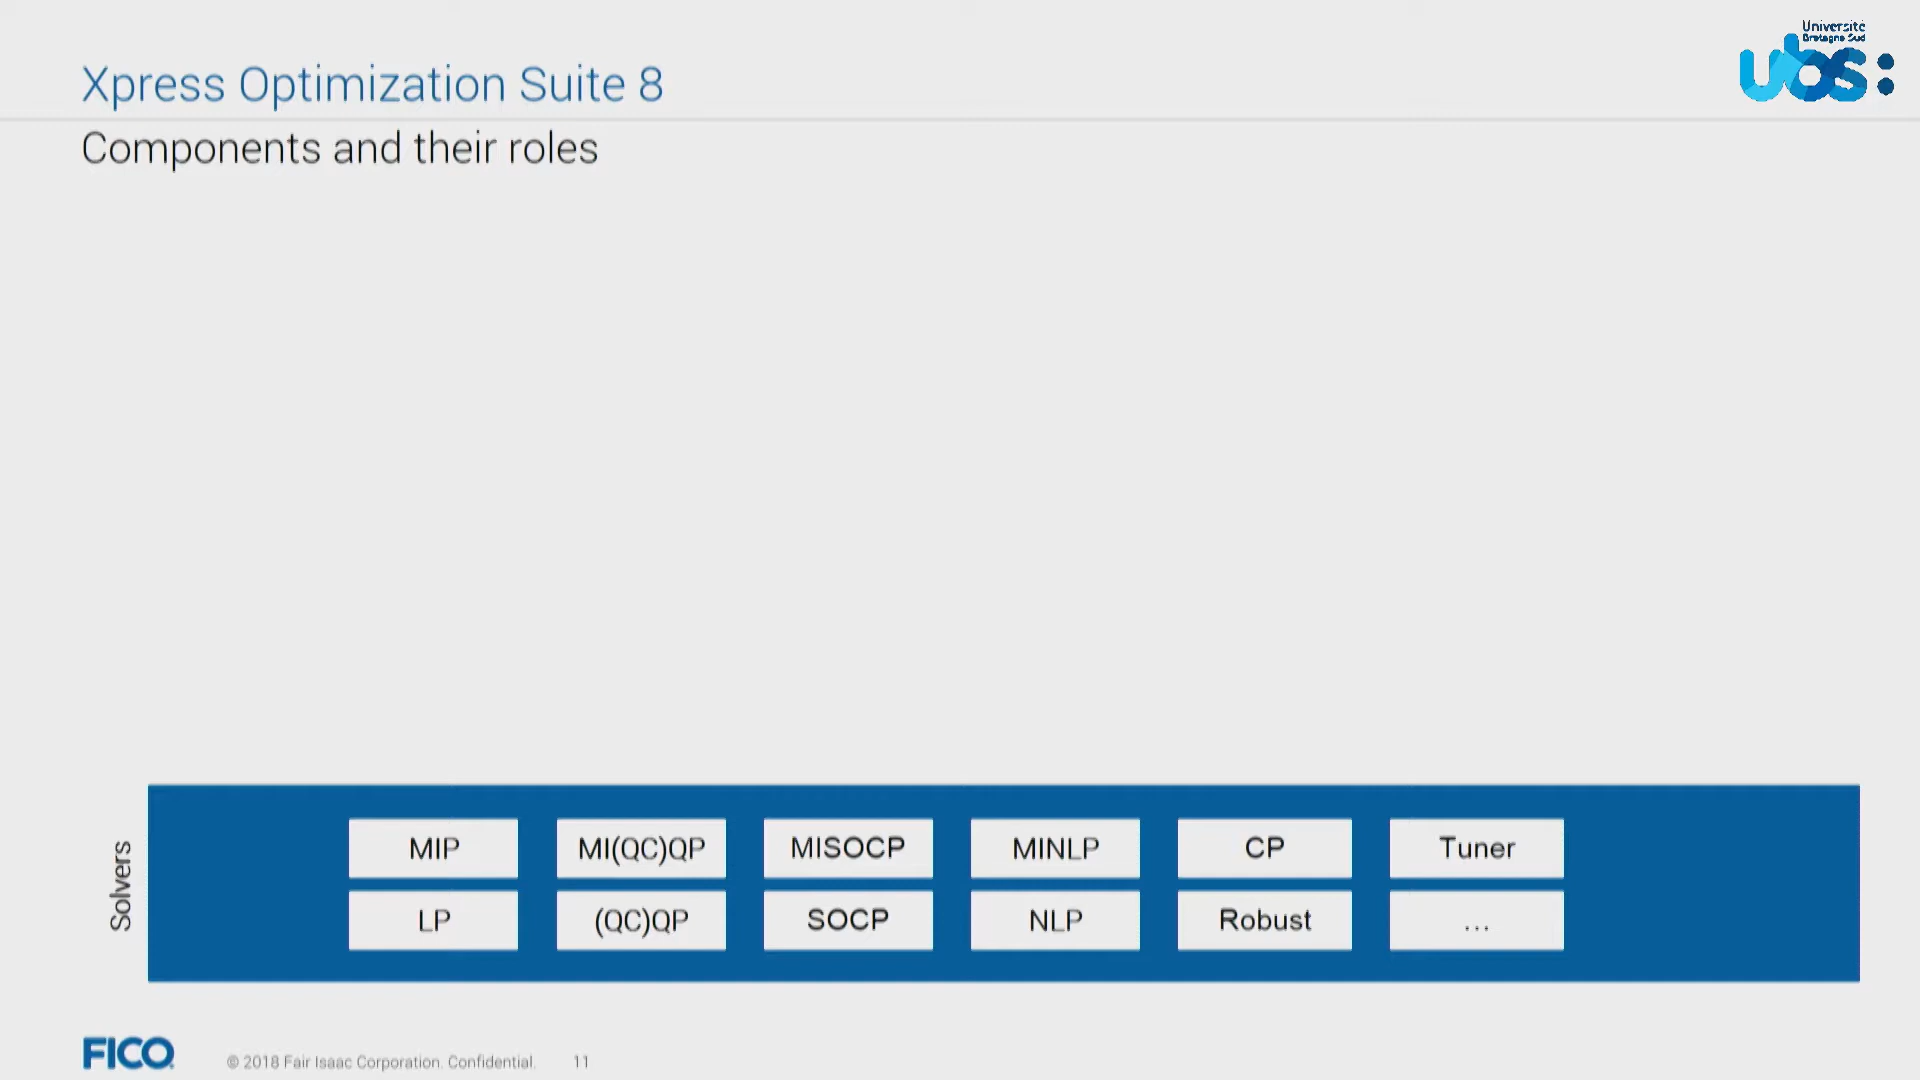 Université
Bretagne Sud
ubs:
Xpress Optimization Suite 8
Components and their roles
Solvers
MIP MI(QC)QP MISOCP MINLP CP Tuner
LP (QC)QP SOCP NLP Robust ...
FICO © 2018 Fair Isaac Corporation. Confidential. 11